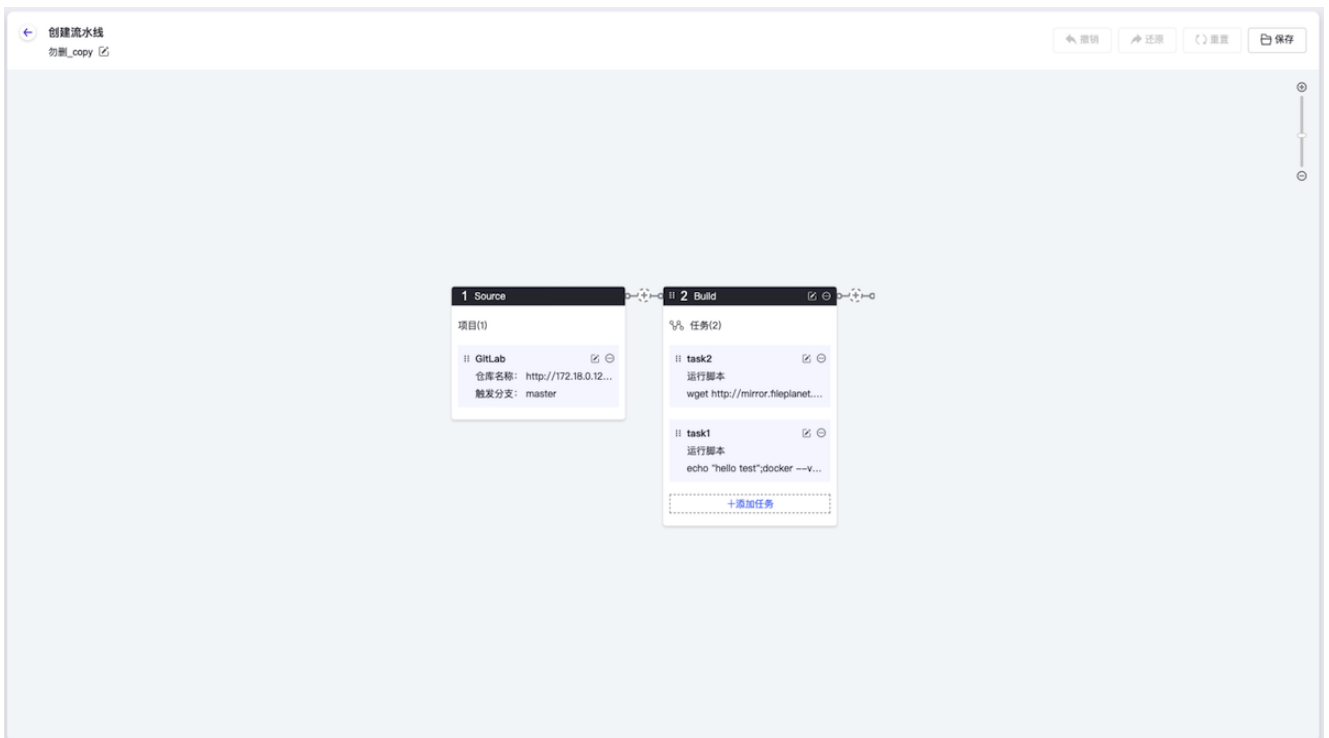 创建流水线
勿删_copy
撤销 还原 重置 保存
1 Source
项目(1)
GitLab
仓库名称: http://172.18.0.12...
触发分支: master
2 Build
任务(2)
task2
运行脚本
wget http://mirror.fileplanet....
task1
运行脚本
echo "hello test";docker --v...
+添加任务